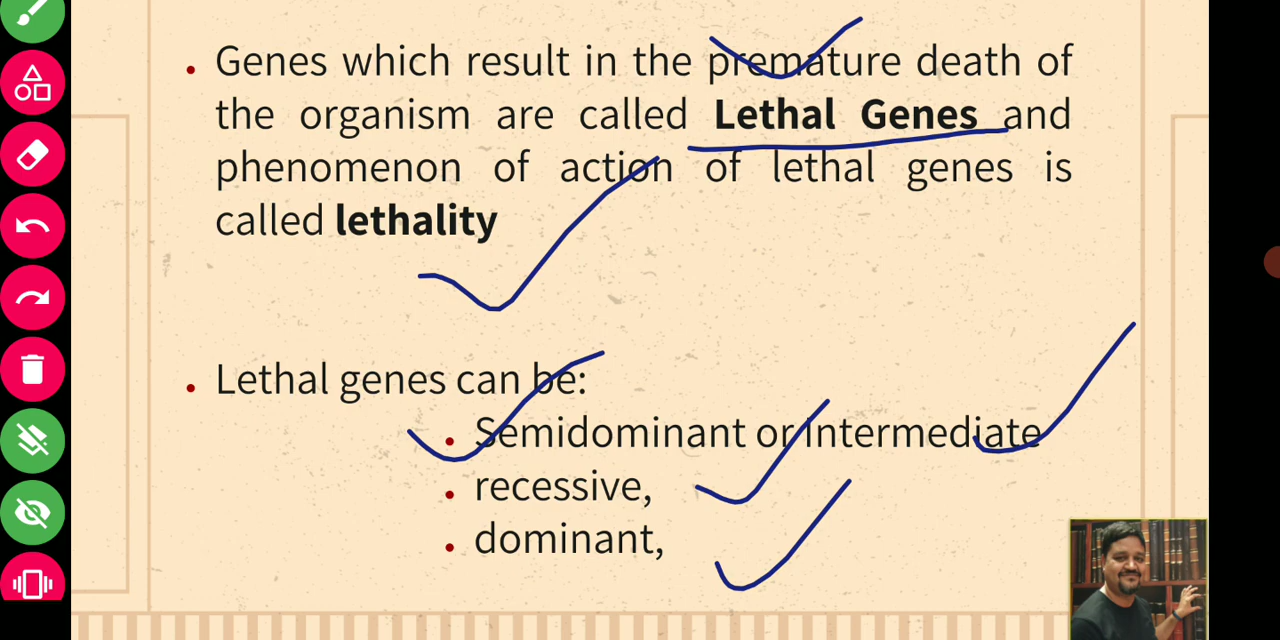 Genes which result in the premature death of
the organism are called Lethal Genes and
phenomenon of action of lethal genes is
called lethality
Lethal genes can be:
Semidominant or Intermediate
recessive,
dominant,